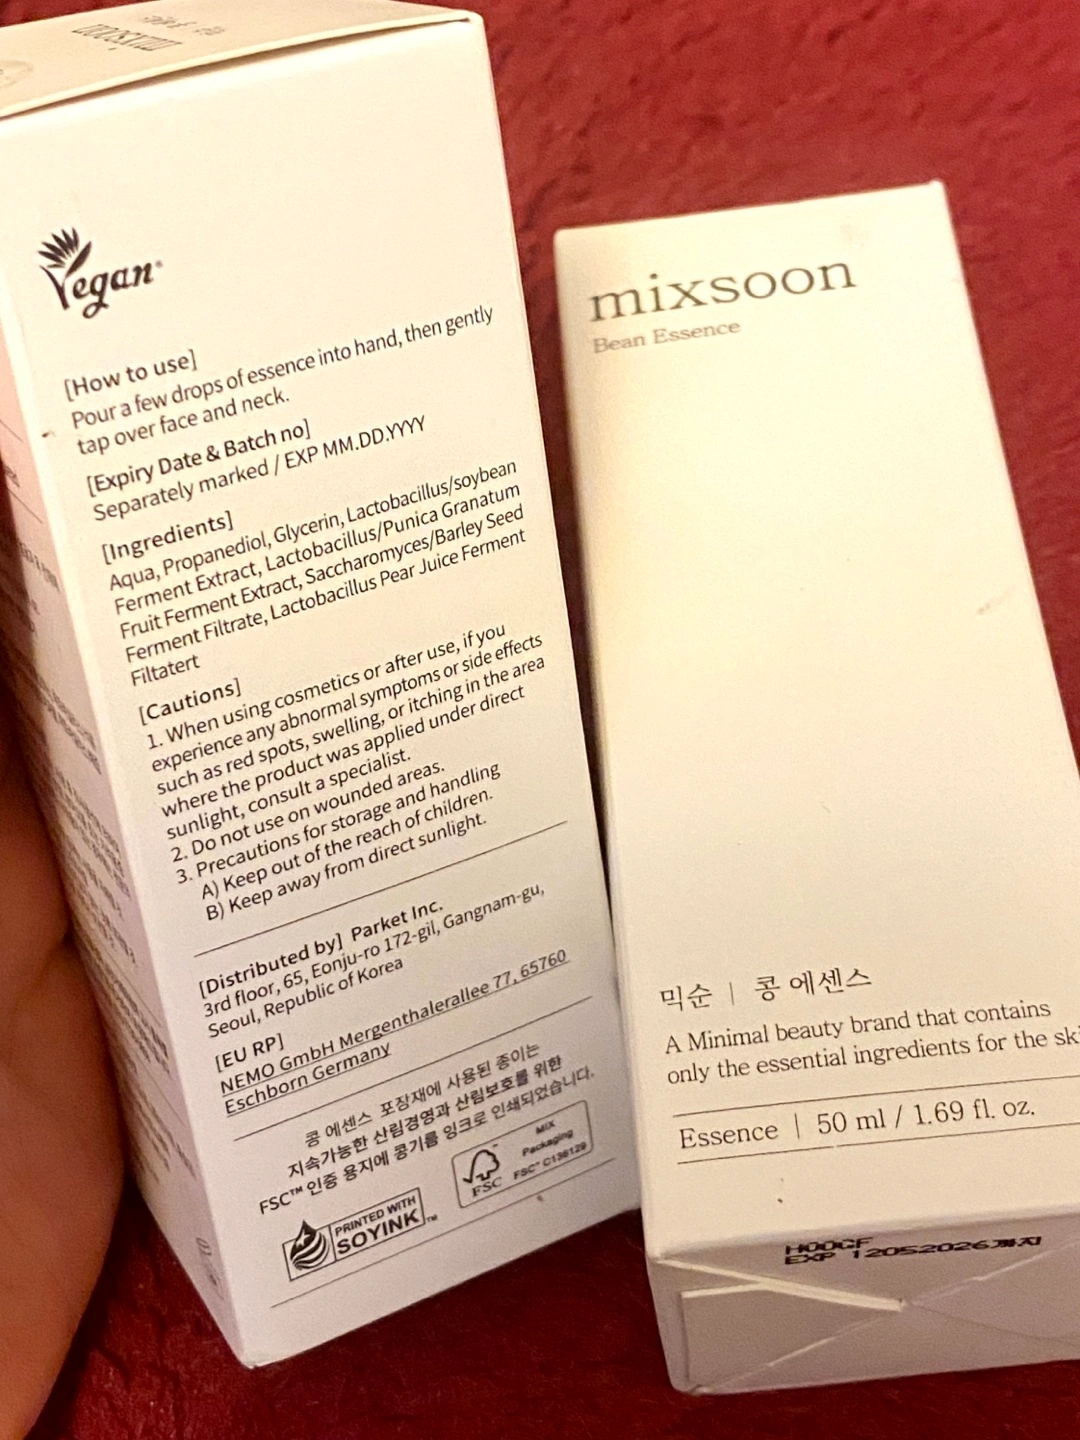 mixsoon
Vegan
[How to use]
Pour a few drops of essence into hand, then gently
tap over face and neck.
[Expiry Date & Batch no]
Separately marked / EXP MM.DD.YYYY
[Ingredients]
Aqua, Propanediol, Glycerin, Lactobacillus/soybean
Ferment Extract, Lactobacillus/Punica Granatum
Fruit Ferment Extract, Saccharomyces/Barley Seed
Ferment Filtrate, Lactobacillus Pear Juice Ferment
Filtatert
[Cautions]
1. When using cosmetics or after use, if you
experience any abnormal symptoms or side effects
such as red spots, swelling, or itching in the area
where the product was applied under direct
sunlight, consult a specialist.
2. Do not use on wounded areas.
3. Precautions for storage and handling
A) Keep out of the reach of children.
B) Keep away from direct sunlight.
[Distributed by] Parket Inc.
3rd floor, 65, Eonju-ro 172-gil, Gangnam-gu,
Seoul, Republic of Korea
[EU RP]
NEMO GmbH Mergenthalerallee 77, 65760
Eschborn Germany
콩 에센스 포장재에 사용된 종이는
지속가능한 산림경영과 산림보호를 위한
FSC™ 인증 용지에 콩기름 잉크로 인쇄되었습니다.
PRINTED WITH
SOYINK™
FSC
MIX
Packaging
FSC™ C136129
mixsoon
Bean Essence
믹순 | 콩 에센스
A Minimal beauty brand that contains
only the essential ingredients for the sk
Essence | 50 ml / 1.69 fl. oz.
H00CF
EXP 12052026까지